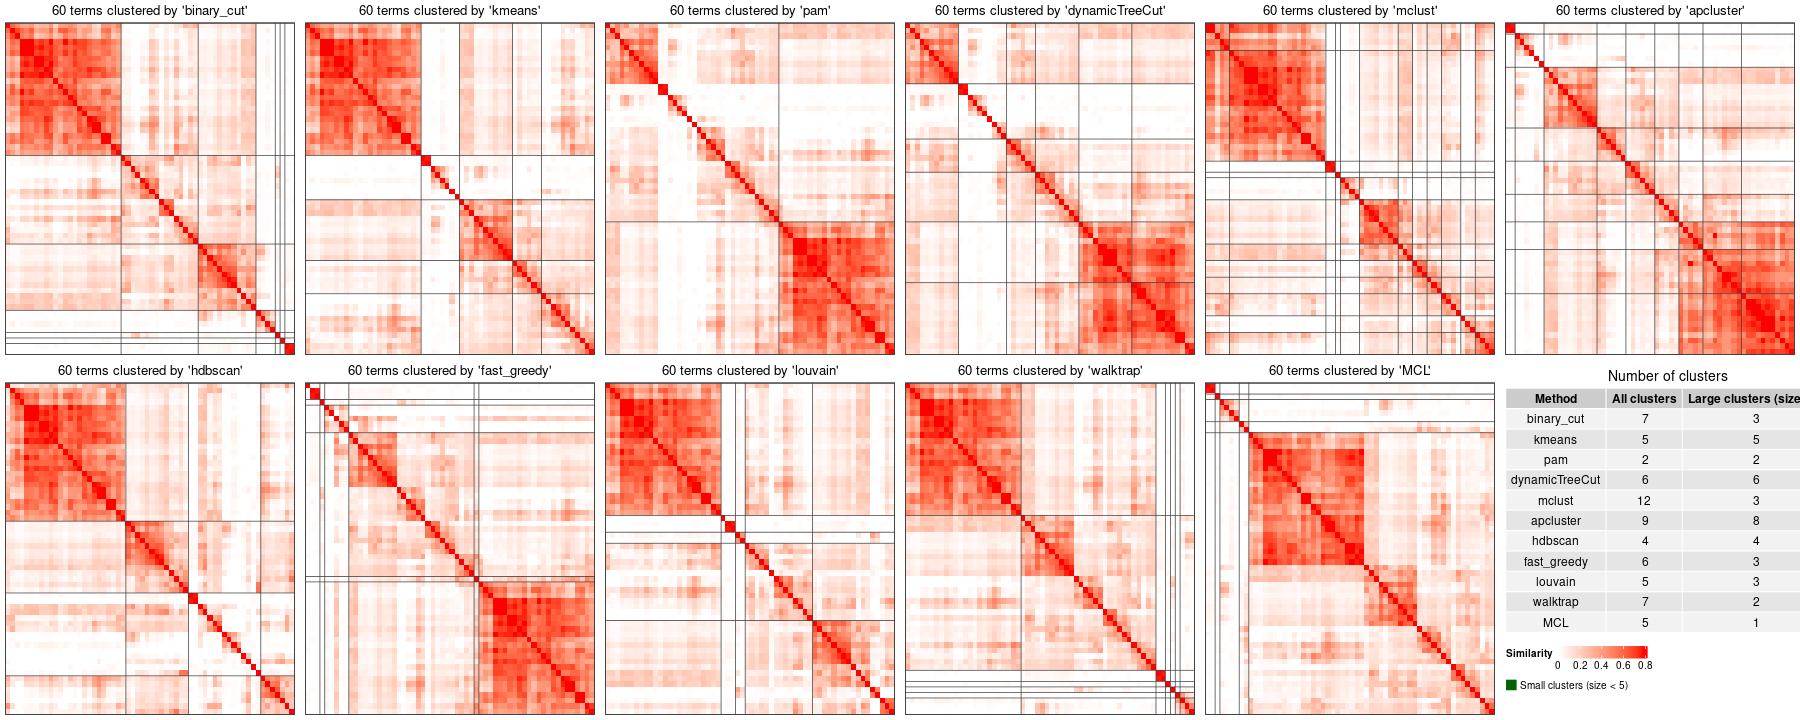 60 terms clustered by 'binary_cut'
60 terms clustered by 'kmeans'
60 terms clustered by 'pam'
60 terms clustered by 'dynamicTreeCut'
60 terms clustered by 'mclust'
60 terms clustered by 'apcluster'
60 terms clustered by 'hdbscan'
60 terms clustered by 'fast_greedy'
60 terms clustered by 'louvain'
60 terms clustered by 'walktrap'
60 terms clustered by 'MCL'
Number of clusters
Method All clusters Large clusters (size
binary_cut 7 3
kmeans 5 5
pam 2 2
dynamicTreeCut 6 6
mclust 12 3
apcluster 9 8
hdbscan 4 4
fast_greedy 6 3
louvain 5 3
walktrap 7 2
MCL 5 1
Similarity
0 0.2 0.4 0.6 0.8
Small clusters (size < 5)